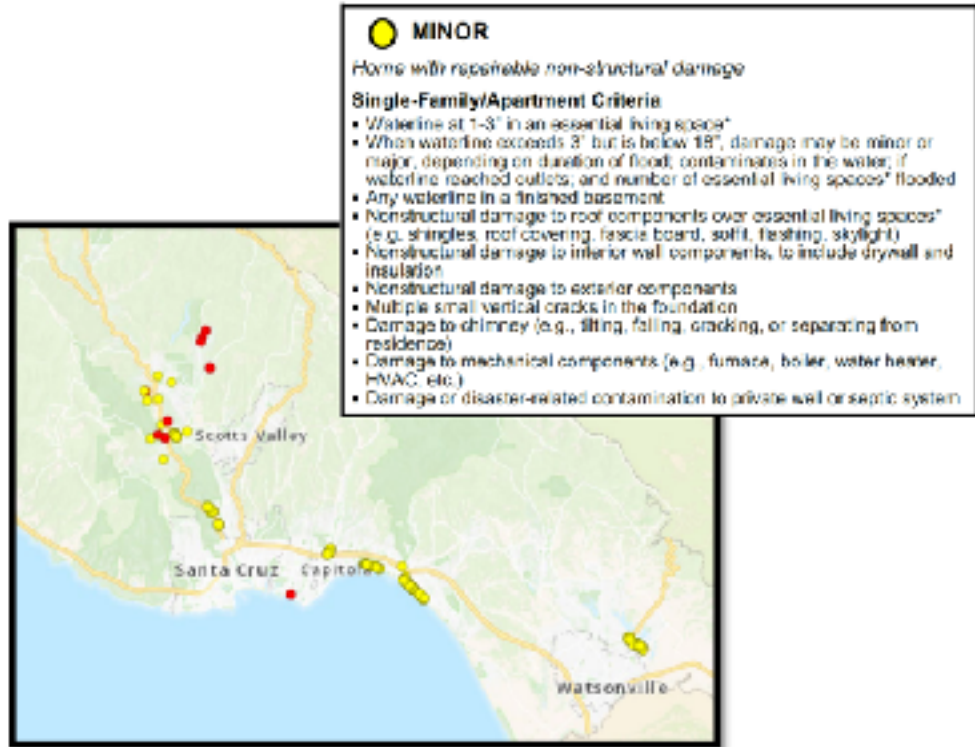 MINOR
Home with repairable non-structural damage
Single-Family/Apartment Criteria
• Waterline at 1-3" in an essential living space*
• When waterline exceeds 3" but is below 18", damage may be minor or
major, depending on duration of flood; contaminates in the water; if
waterline reached outlets; and number of essential living spaces* flooded
• Any waterline in a finished basement
• Nonstructural damage to roof components over essential living spaces*
(e.g. shingles, roof covering, fascia board, soffit, flashing, skylight)
• Nonstructural damage to interior wall components, to include drywall and
insulation
• Nonstructural damage to exterior components
• Multiple small vertical cracks in the foundation
• Damage to chimney (e.g., tilting, falling, cracking, or separating from
residence)
• Damage to mechanical components (e.g., furnace, boiler, water heater,
HVAC, etc.)
• Damage or disaster-related contamination to private well or septic system
Scotts Valley
Santa Cruz
Capitola
Watsonville